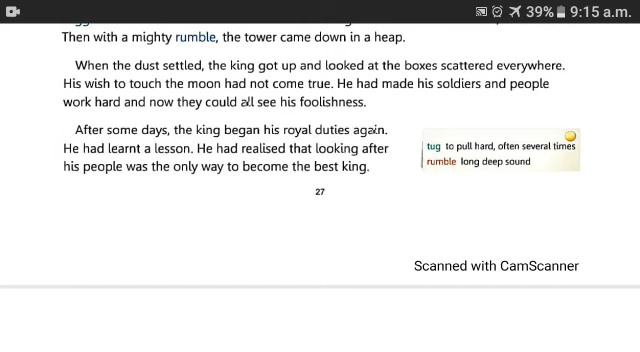 39% 9:15 a.m.
Then with a mighty rumble, the tower came down in a heap.
When the dust settled, the king got up and looked at the boxes scattered everywhere.
His wish to touch the moon had not come true. He had made his soldiers and people
work hard and now they could all see his foolishness.
After some days, the king began his royal duties again.
He had learnt a lesson. He had realised that looking after
his people was the only way to become the best king.
tug to pull hard, often several times
rumble long deep sound
27
Scanned with CamScanner